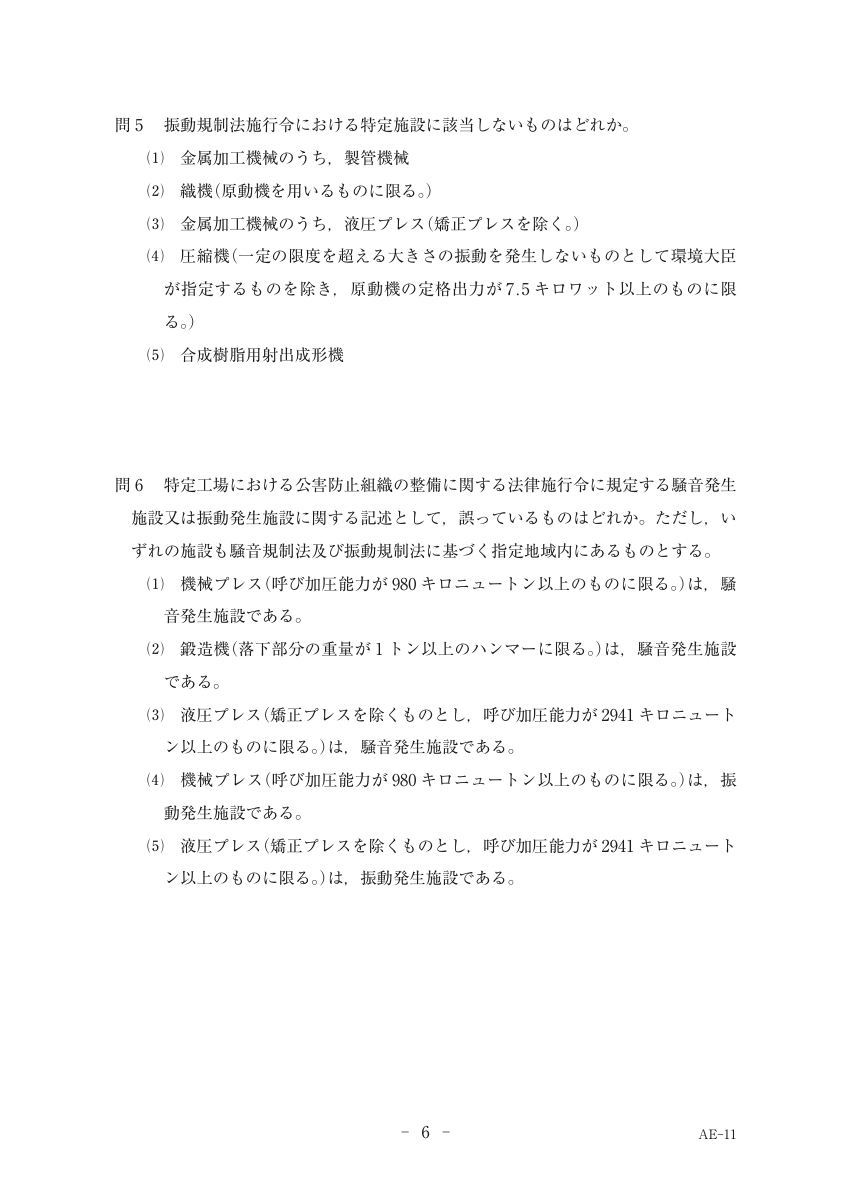 問5 振動規制法施行令における特定施設に該当しないものはどれか。
(1) 金属加工機械のうち，製管機械
(2) 織機(原動機を用いるものに限る。)
(3) 金属加工機械のうち，液圧プレス(矯正プレスを除く。)
(4) 圧縮機(一定の限度を超える大きさの振動を発生しないものとして環境大臣
が指定するものを除き，原動機の定格出力が7.5キロワット以上のものに限
る。)
(5) 合成樹脂用射出成形機
問6 特定工場における公害防止組織の整備に関する法律施行令に規定する騒音発生
施設又は振動発生施設に関する記述として，誤っているものはどれか。ただし，い
ずれの施設も騒音規制法及び振動規制法に基づく指定地域内にあるものとする。
(1) 機械プレス(呼び加圧能力が980キロニュートン以上のものに限る。)は，騒
音発生施設である。
(2) 鍛造機(落下部分の重量が1トン以上のハンマーに限る。)は，騒音発生施設
である。
(3) 液圧プレス(矯正プレスを除くものとし，呼び加圧能力が2941キロニュート
ン以上のものに限る。)は，騒音発生施設である。
(4) 機械プレス(呼び加圧能力が980キロニュートン以上のものに限る。)は，振
動発生施設である。
(5) 液圧プレス(矯正プレスを除くものとし，呼び加圧能力が2941キロニュート
ン以上のものに限る。)は，振動発生施設である。
- 6 -
AE-11